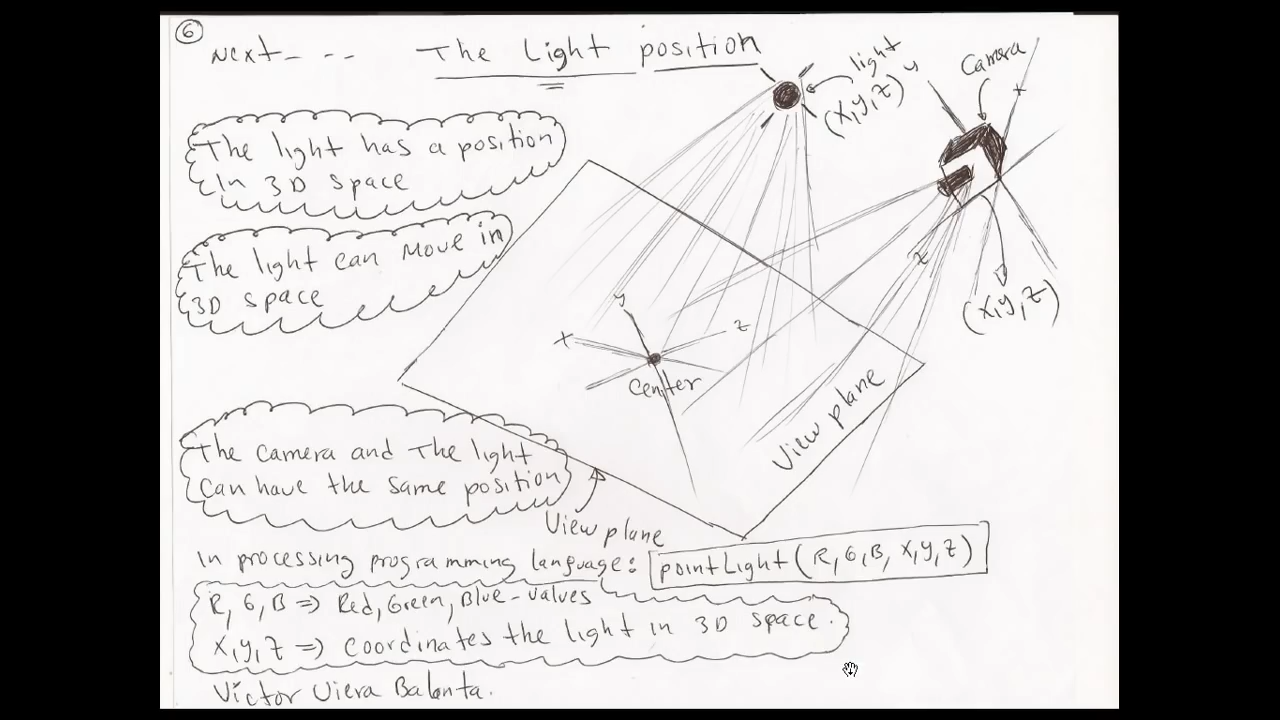 6
Next- - -
The Light position
light
(x,y,z)
y
Camera
x
The light has a position
In 3D space
The light can move in
3D space
z
(x,y,z)
y
x
z
Center
View plane
The camera and The light
can have the same position
View plane
In processing programming language:
pointLight(R,G,B, X,Y,Z)
R,G,B => Red, Green, Blue-values
X,Y,Z => coordinates the light in 3D space.
Victor Viera Balanta.